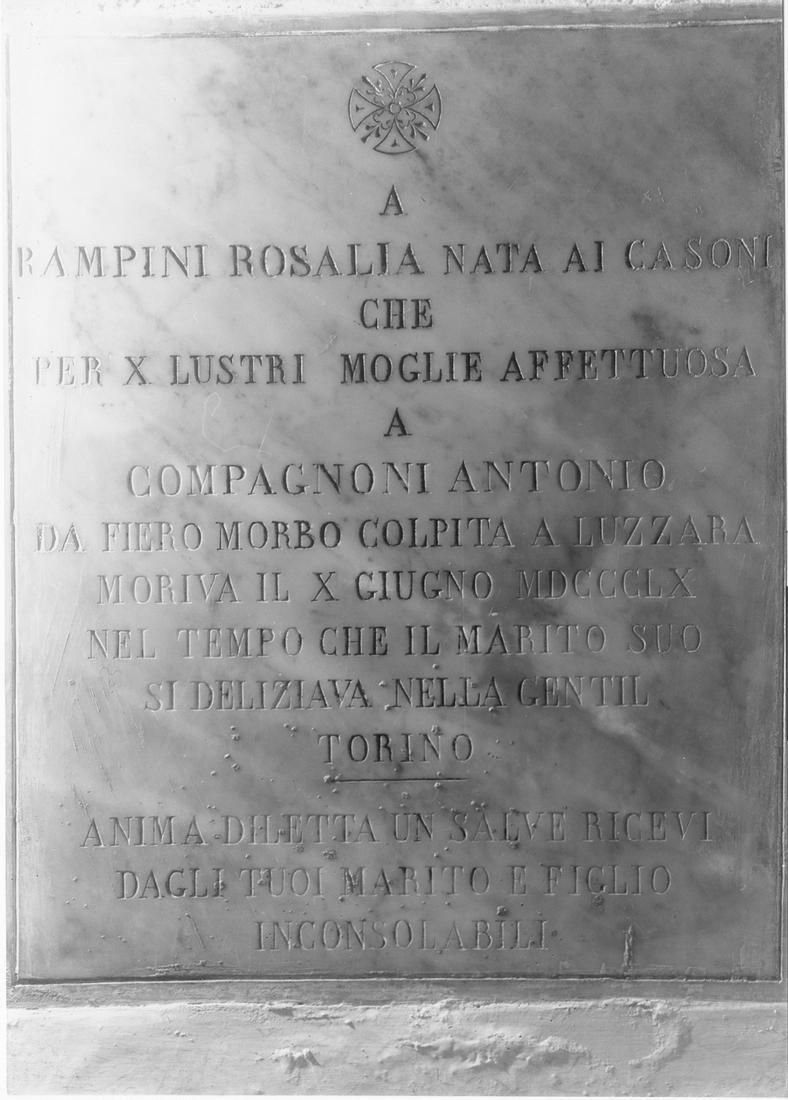 A
RAMPINI ROSALIA NATA AI CASONI
CHE
PER X LUSTRI MOGLIE AFFETTUOSA
A
COMPAGNONI ANTONIO
DA FIERO MORBO COLPITA A LUZZARA
MORIVA IL X GIUGNO MDCCCLX
NEL TEMPO CHE IL MARITO SUO
SI DELIZIAVA NELLA GENTIL
TORINO
ANIMA DILETTA UN SALVE RICEVI
DAGLI TUOI MARITO E FIGLIO
INCONSOLABILI